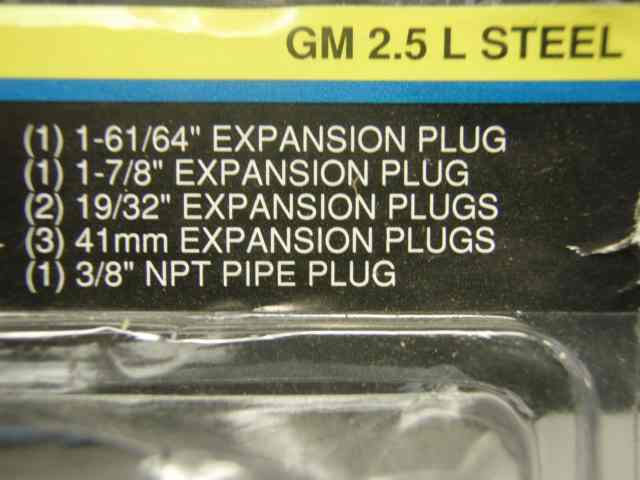 GM 2.5 L STEEL
(1) 1-61/64" EXPANSION PLUG
(1) 1-7/8" EXPANSION PLUG
(2) 19/32" EXPANSION PLUGS
(3) 41mm EXPANSION PLUGS
(1) 3/8" NPT PIPE PLUG